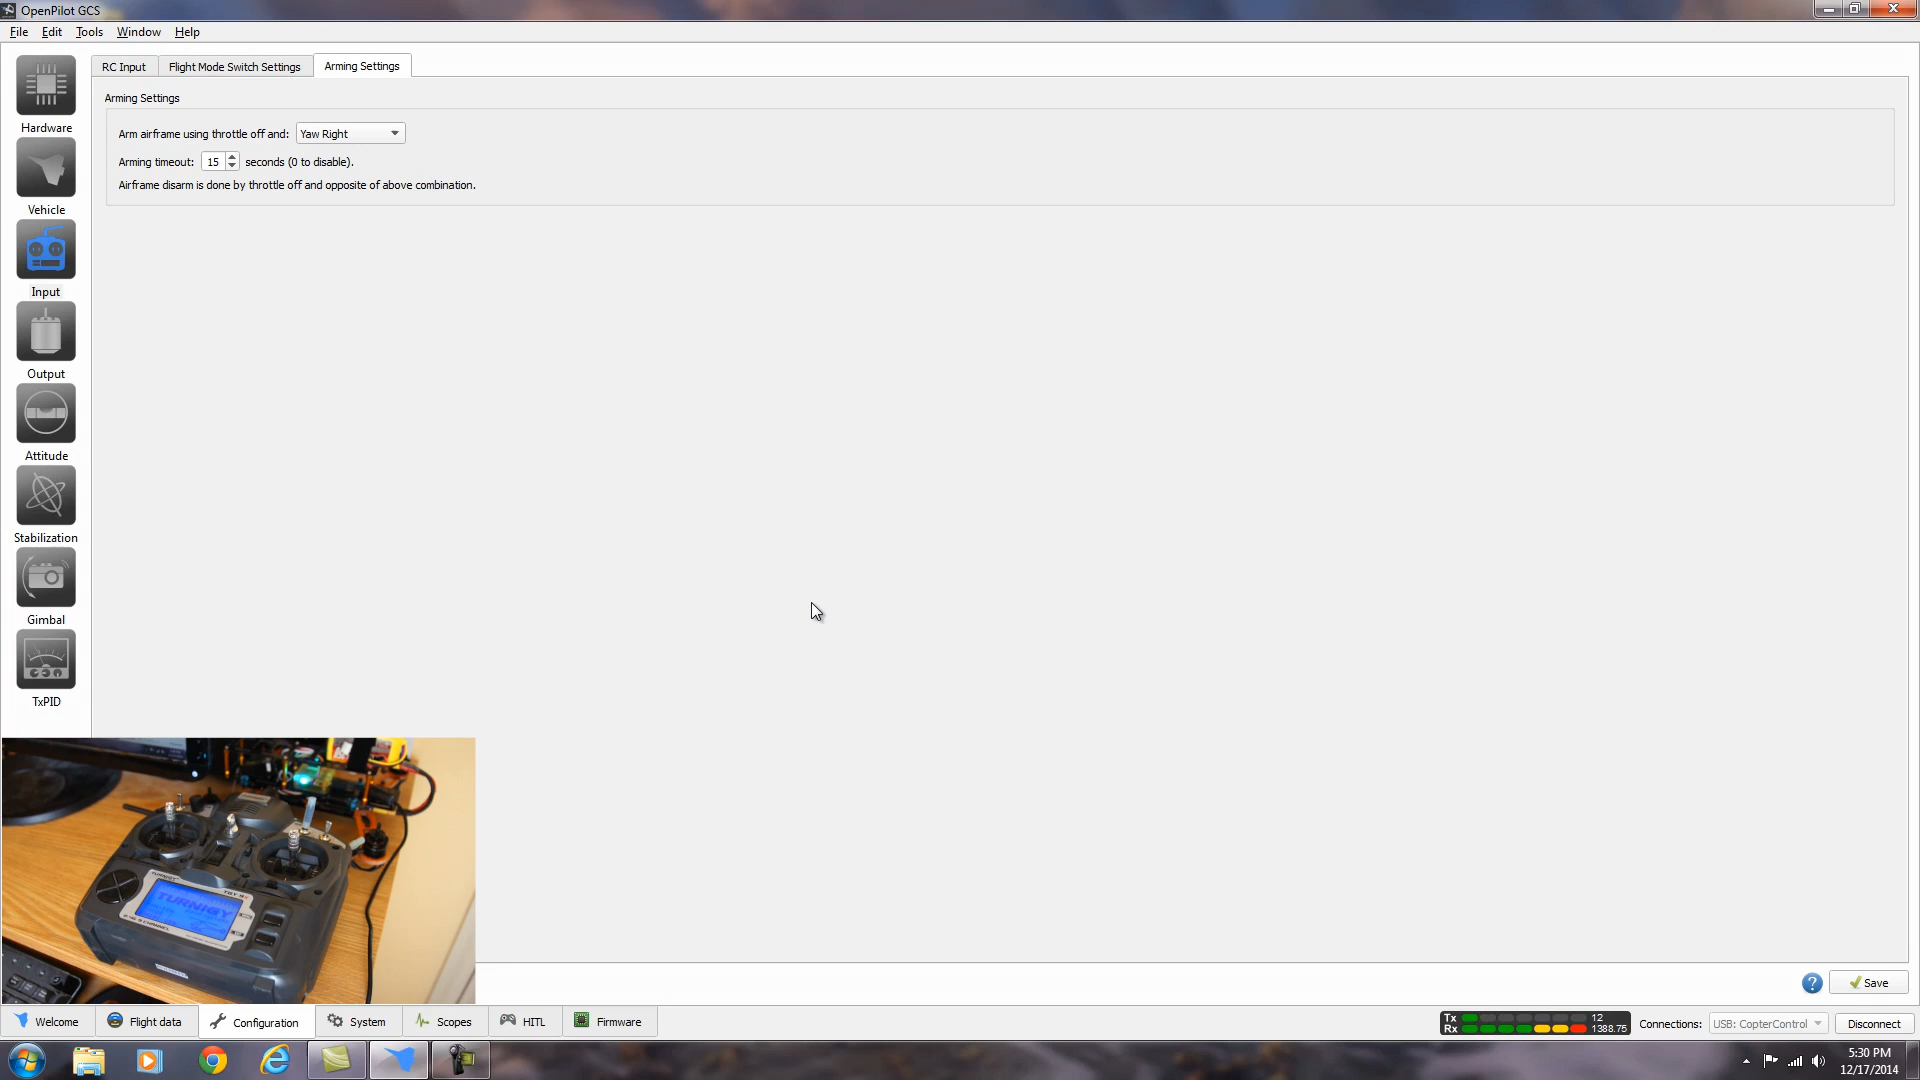 OpenPilot GCS
File Edit Tools Window Help
RC Input Flight Mode Switch Settings Arming Settings
Arming Settings
Arm airframe using throttle off and: Yaw Right
Arming timeout: 15 seconds (0 to disable).
Airframe disarm is done by throttle off and opposite of above combination.
Hardware
Vehicle
Input
Output
Attitude
Stabilization
Gimbal
TxPID
TURNIGY
? Save
Welcome Flight data Configuration System Scopes HITL Firmware
Tx 12
Rx 1388.75
Connections: USB: CopterControl Disconnect
5:30 PM
12/17/2014